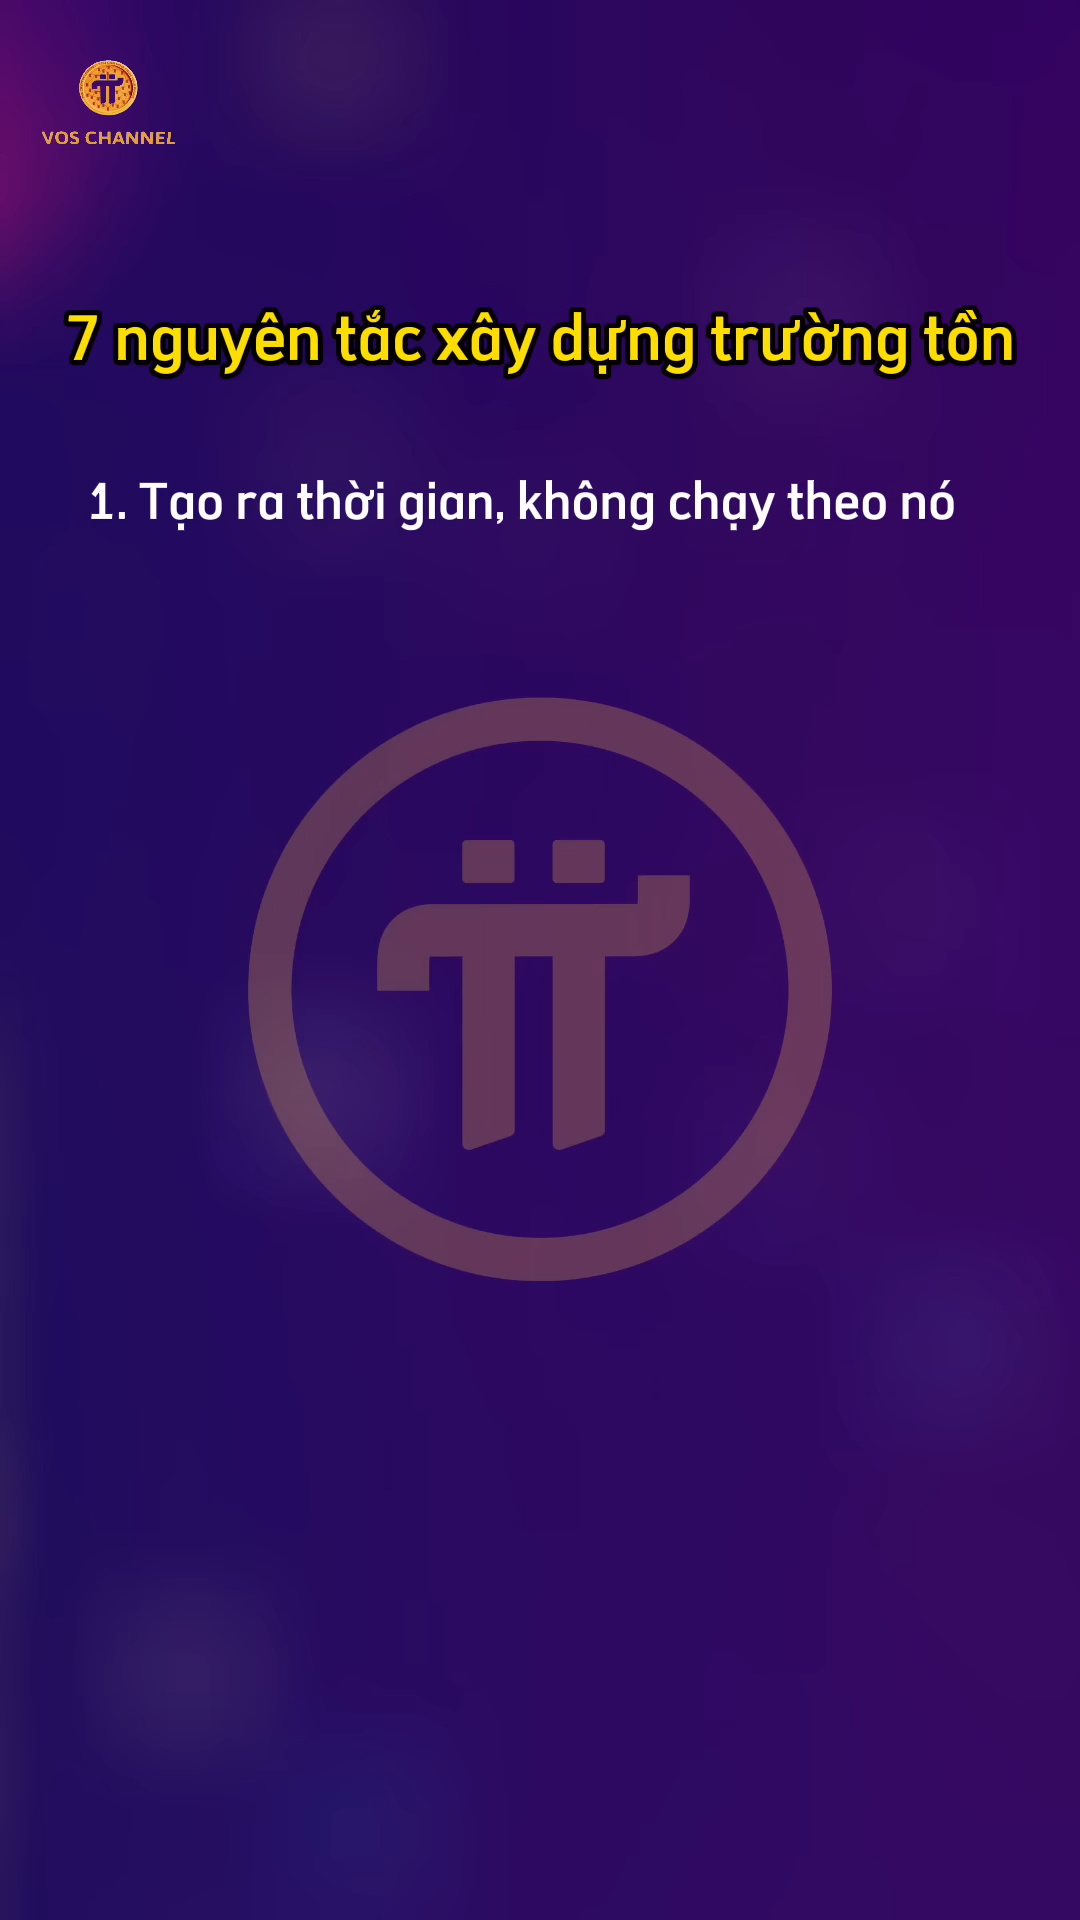 VOS CHANNEL
7 nguyên tắc xây dựng trường tồn
1. Tạo ra thời gian, không chạy theo nó